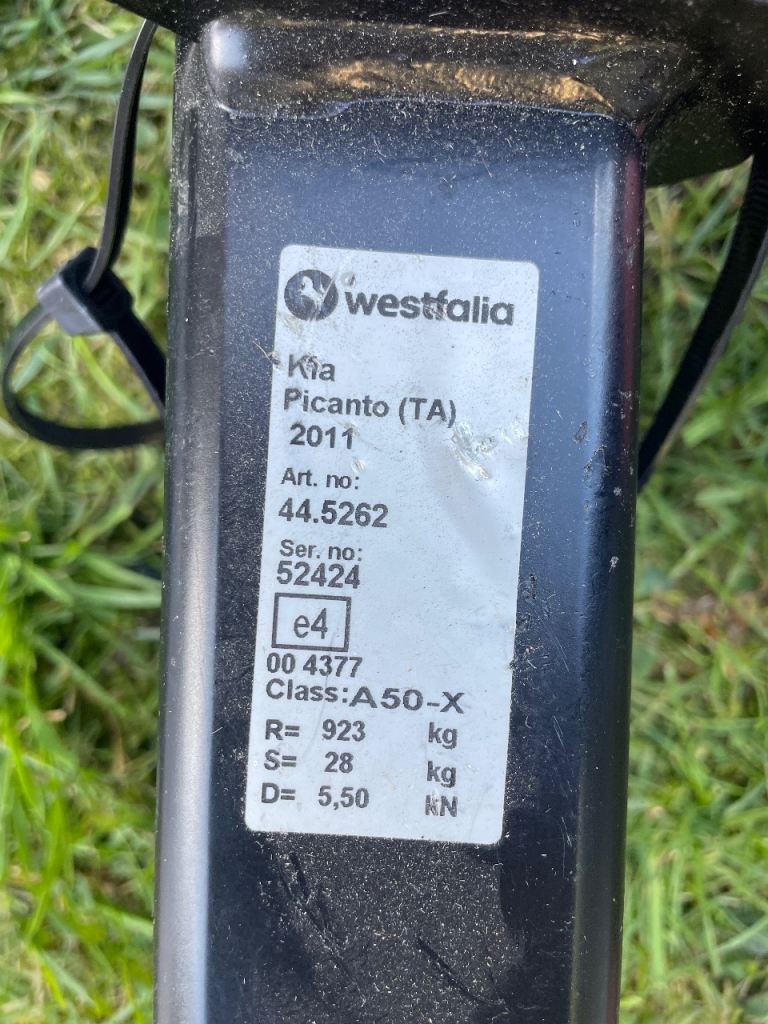 westfalia
Kia
Picanto (TA)
2011
Art. no:
44.5262
Ser. no:
52424
e4
00 4377
Class: A50-X
R= 923 kg
S= 28 kg
D= 5,50 kN